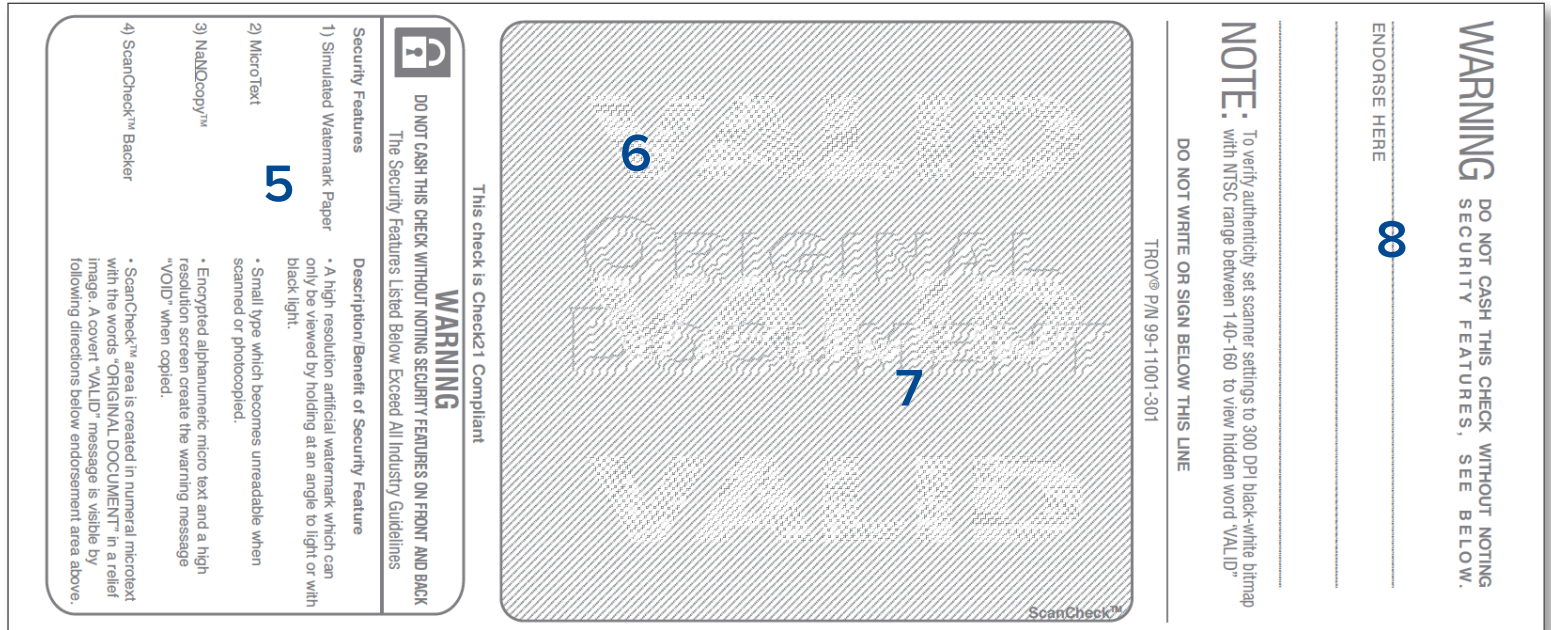 WARNING DO NOT CASH THIS CHECK WITHOUT NOTING
SECURITY FEATURES, SEE BELOW.
ENDORSE HERE
8
NOTE: To verify authenticity set scanner settings to 300 DPI black-white bitmap
with NTSC range between 140-160 to view hidden word "VALID"
DO NOT WRITE OR SIGN BELOW THIS LINE
TROY® P/N 99-11001-301
VALID
6
ORIGINAL
VALID
DOCUMENT
7
VALID
ScanCheck™
This check is Check21 Compliant
WARNING
DO NOT CASH THIS CHECK WITHOUT NOTING SECURITY FEATURES ON FRONT AND BACK
The Security Features Listed Below Exceed All Industry Guidelines
Security Features Description/Benefit of Security Feature
1) Simulated Watermark Paper • A high resolution artificial watermark which can
only be viewed by holding at an angle to light or with
black light.
5
2) MicroText • Small type which becomes unreadable when
scanned or photocopied.
3) NaNOcopy™ • Encrypted alphanumeric micro text and a high
resolution screen create the warning message
"VOID" when copied.
4) ScanCheck™ Backer • ScanCheck™ area is created in numeral microtext
with the words "ORIGINAL DOCUMENT" in a relief
image. A covert "VALID" message is visible by
following directions below endorsement area above.